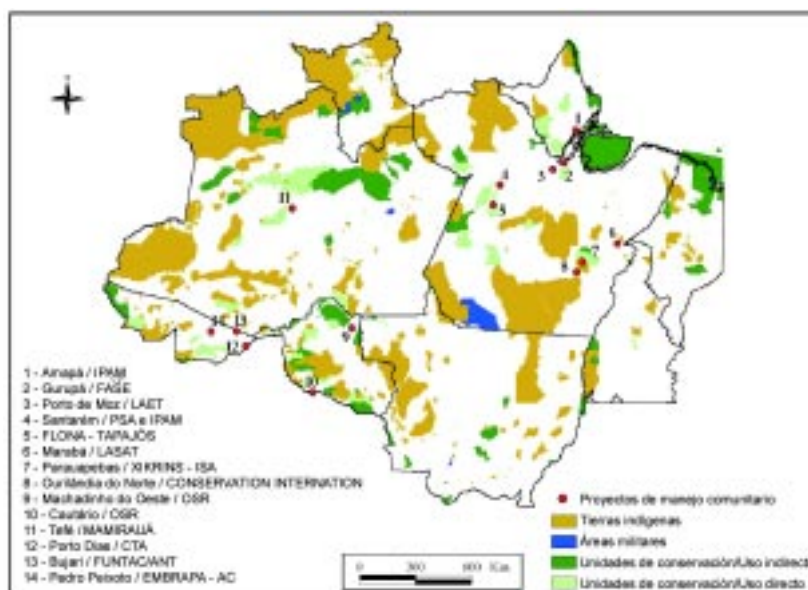 1
2
3
4
5
6
7
8
9
10
11
12
13
14
1 - Amapá / IPAM
2 - Gurupá / FASE
3 - Porto de Moz / LAET
4 - Santarém / PSA e IPAM
5 - FLONA - TAPAJÓS
6 - Marabá / LASAT
7 - Parauapebas / XIKRINS - ISA
8 - Ourilândia do Norte / CONSERVATION INTERNATION
9 - Machadinho do Oeste / OSR
10 - Cautário / OSR
11 - Tefé / MAMIRAUÁ
12 - Porto Dias / CTA
13 - Bujari / FUNTAC/ANT
14 - Pedro Peixoto / EMBRAPA - AC
Proyectos de manejo comunitario
Tierras indígenas
Áreas militares
Unidades de conservación/Uso indirect
Unidades de conservación/Uso directo
0 300 600 Km